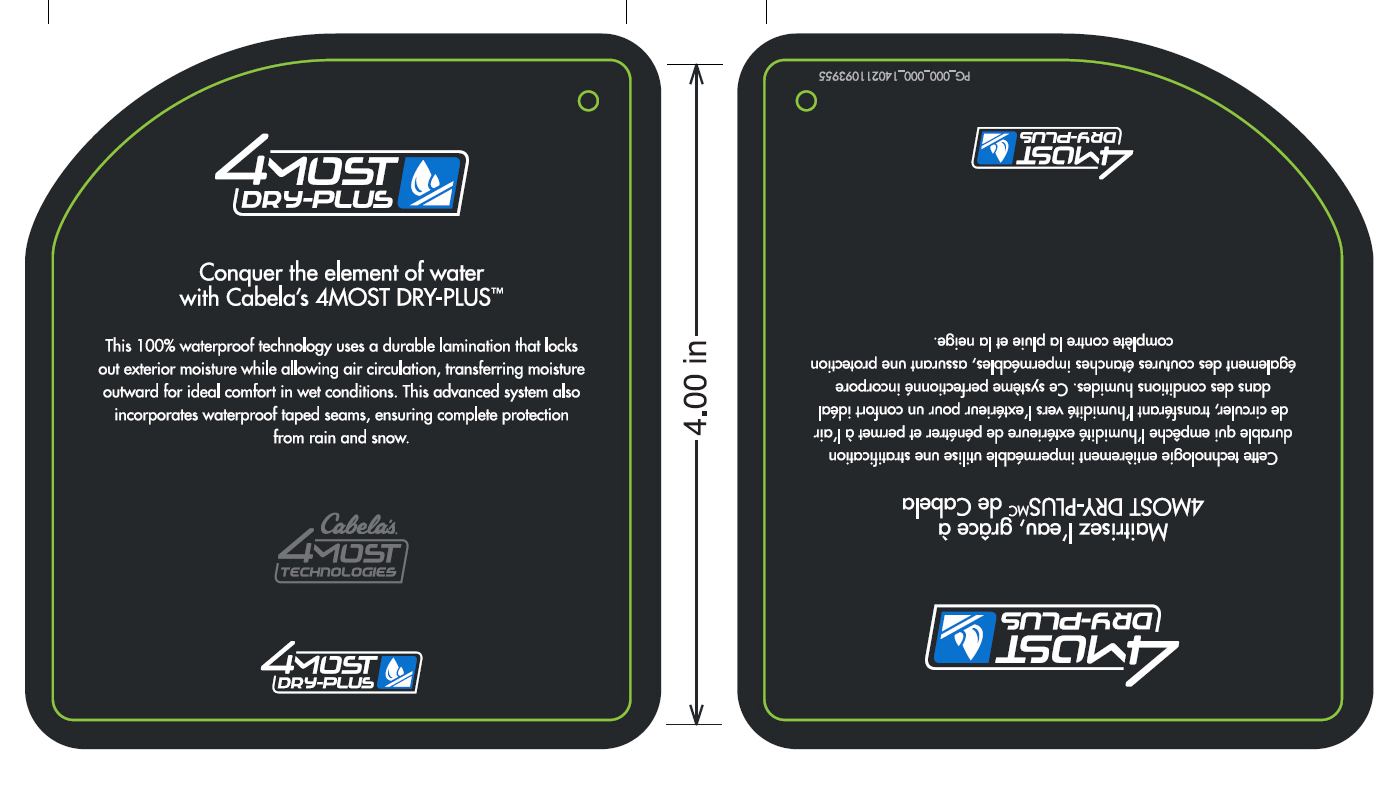 4MOST
DRY-PLUS
Conquer the element of water
with Cabela's 4MOST DRY-PLUS™
This 100% waterproof technology uses a durable lamination that locks
out exterior moisture while allowing air circulation, transferring moisture
outward for ideal comfort in wet conditions. This advanced system also
incorporates waterproof taped seams, ensuring complete protection
from rain and snow.
Cabela's
4MOST
TECHNOLOGIES
4MOST
DRY-PLUS
4.00 in
4MOST
DRY-PLUS
Maitrisez l'eau, grâce à
4MOST DRY-PLUSMC de Cabela
Cette technologie entièrement imperméable utilise une stratification
durable qui empêche l'humidité extérieure de pénétrer et permet à l'air
de circuler, transférant l'humidité vers l'extérieur pour un confort idéal
dans des conditions humides. Ce système perfectionné incorpore
également des coutures étanches imperméables, assurant une protection
complète contre la pluie et la neige.
4MOST
DRY-PLUS
PG_000_000_140211093955